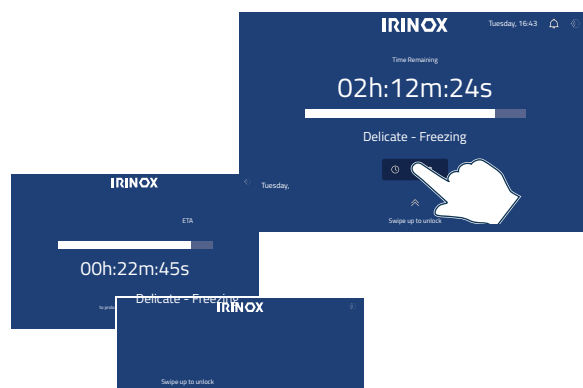 IRINOX
Tuesday, 16:43
Time Remaining
02h:12m:24s
Delicate - Freezing
Swipe up to unlock
IRINOX
Tuesday,
ETA
00h:22m:45s
Delicate - Freezing
IRINOX
Swipe up to unlock